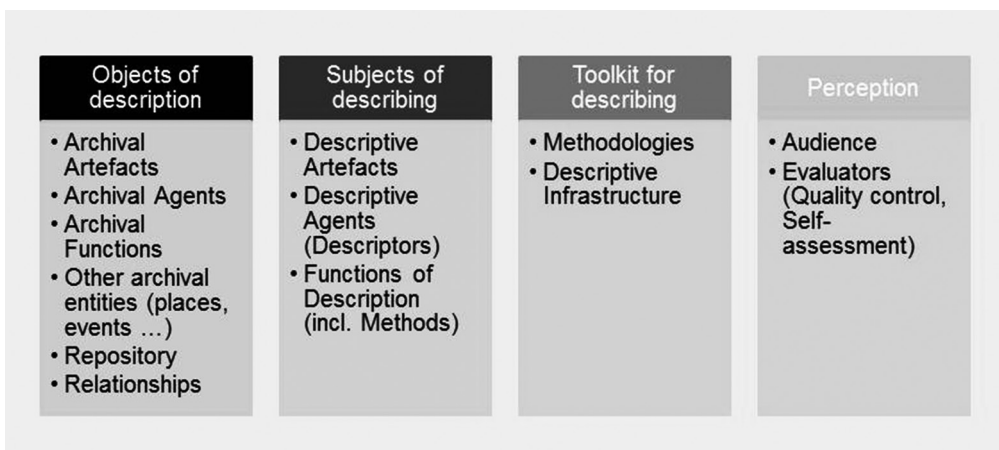 Objects of
description
• Archival
Artefacts
• Archival Agents
• Archival
Functions
• Other archival
entities (places,
events ...)
• Repository
• Relationships
Subjects of
describing
• Descriptive
Artefacts
• Descriptive
Agents
(Descriptors)
• Functions of
Description
(incl. Methods)
Toolkit for
describing
• Methodologies
• Descriptive
Infrastructure
Perception
• Audience
• Evaluators
(Quality control,
Self-
assessment)